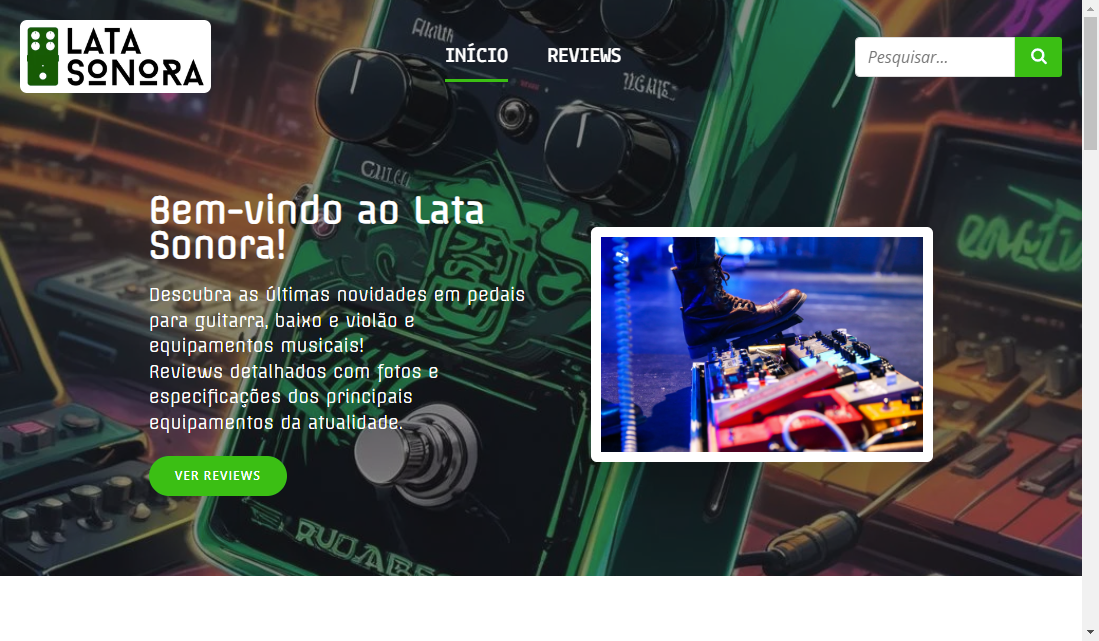 LATA
SONORA
INÍCIO
REVIEWS
Pesquisar...
Bem-vindo ao Lata
Sonora!
Descubra as últimas novidades em pedais
para guitarra, baixo e violão e
equipamentos musicais!
Reviews detalhados com fotos e
especificações dos principais
equipamentos da atualidade.
VER REVIEWS